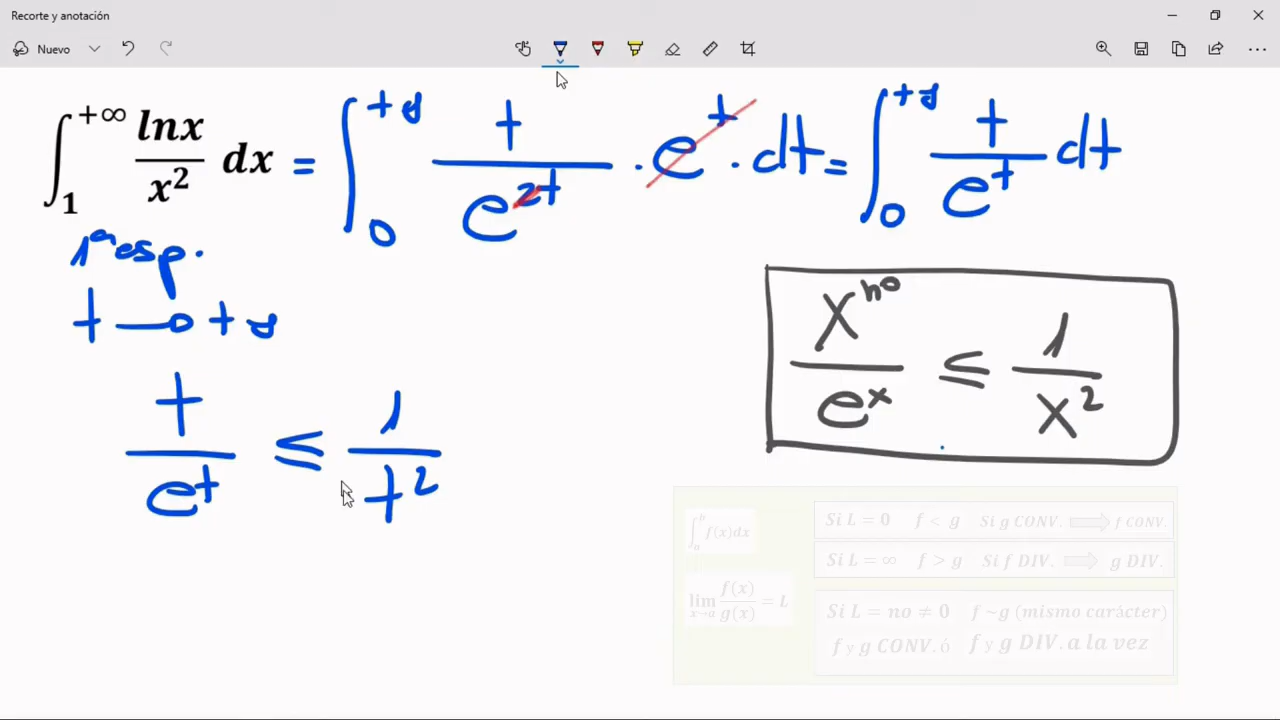 Recorte y anotación
Nuevo
∫₁^{+∞} lnx/x² dx = ∫₀^{+∞} t/e^{2t} · e^t · dt = ∫₀^{+∞} t/e^t dt
1ª esp.
t → +∞
t/e^t ≤ 1/t²
x^{nº}/e^x ≤ 1/x²
∫ₐᵇ f(x)dx
lim x→a f(x)/g(x) = L
Si L = 0 f < g Si g CONV. ⇒ f CONV.
Si L = ∞ f > g Si f DIV. ⇒ g DIV.
Si L = no ≠ 0 f ~ g (mismo carácter)
f y g CONV. ó f y g DIV. a la vez